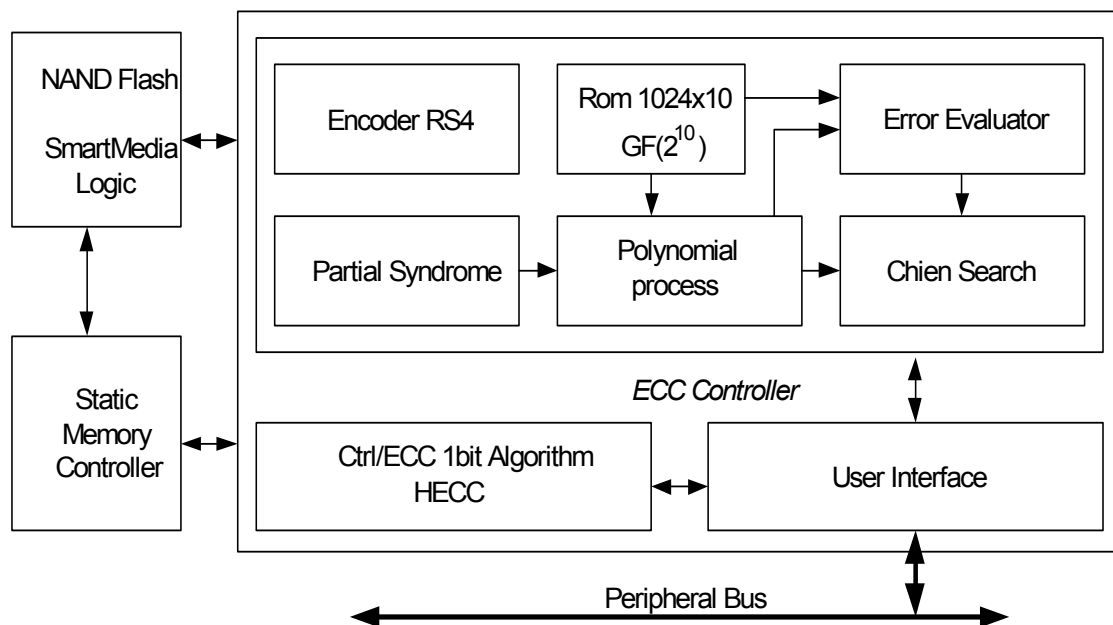 NAND Flash
SmartMedia
Logic
Static
Memory
Controller
Encoder RS4
Rom 1024x10
GF(2^10)
Error Evaluator
Partial Syndrome
Polynomial
process
Chien Search
ECC Controller
Ctrl/ECC 1bit Algorithm
HECC
User Interface
Peripheral Bus